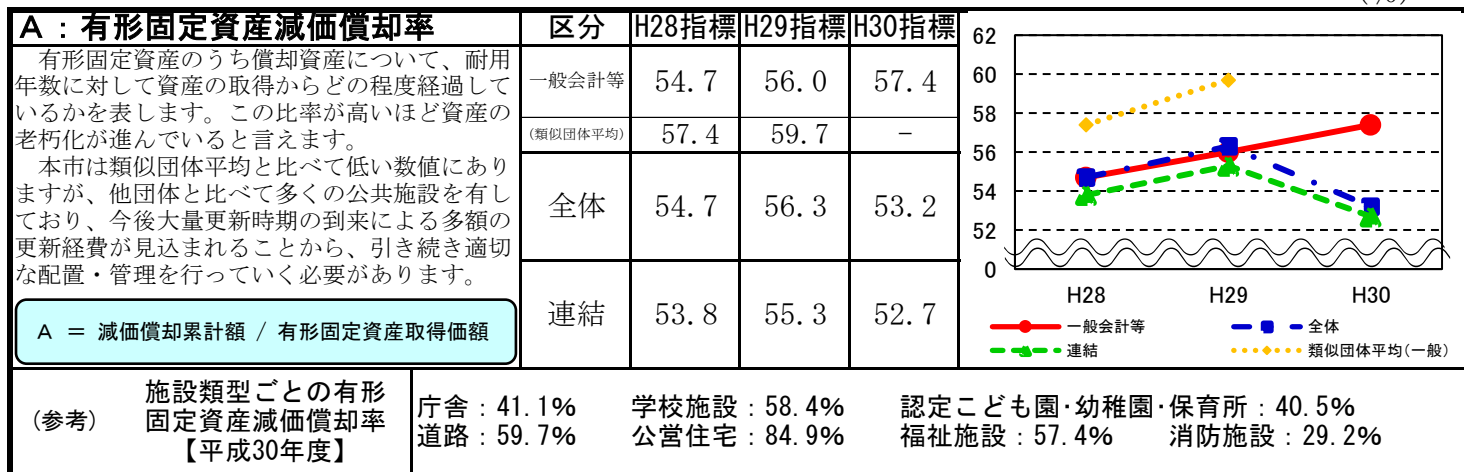 A：有形固定資産減価償却率
　有形固定資産のうち償却資産について、耐用
年数に対して資産の取得からどの程度経過して
いるかを表します。この比率が高いほど資産の
老朽化が進んでいると言えます。
　本市は類似団体平均と比べて低い数値にあり
ますが、他団体と比べて多くの公共施設を有し
ており、今後大量更新時期の到来による多額の
更新経費が見込まれることから、引き続き適切
な配置・管理を行っていく必要があります。
A ＝ 減価償却累計額 / 有形固定資産取得価額
区分 H28指標 H29指標 H30指標
一般会計等 54.7 56.0 57.4
(類似団体平均) 57.4 59.7 −
全体 54.7 56.3 53.2
連結 53.8 55.3 52.7
62
60
58
56
54
52
0
H28 H29 H30
一般会計等 全体
連結 類似団体平均(一般)
(参考)
施設類型ごとの有形
固定資産減価償却率
【平成30年度】
庁舎：41.1% 学校施設：58.4% 認定こども園･幼稚園･保育所：40.5%
道路：59.7% 公営住宅：84.9% 福祉施設：57.4% 消防施設：29.2%